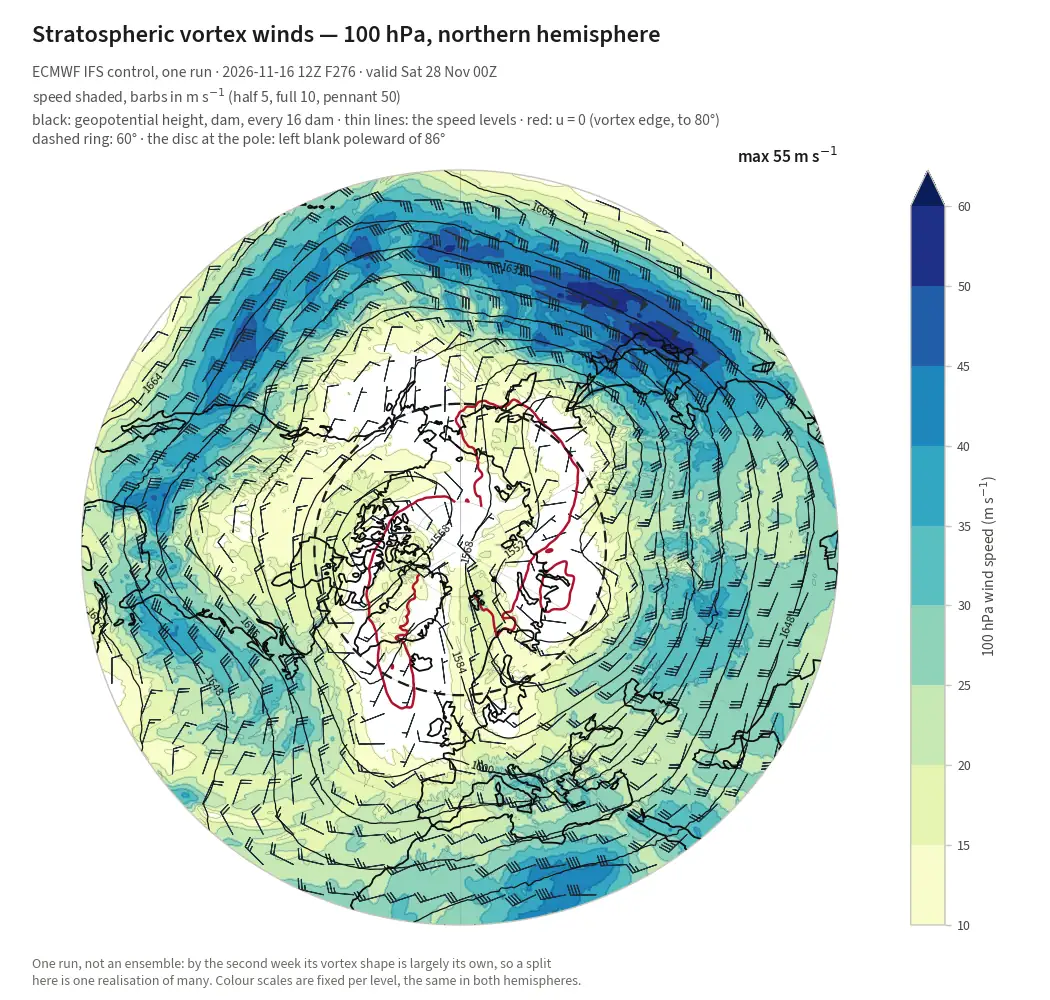 Stratospheric vortex winds — 100 hPa, northern hemisphere
ECMWF IFS control, one run · 2026-11-16 12Z F276 · valid Sat 28 Nov 00Z
speed shaded, barbs in m s⁻¹ (half 5, full 10, pennant 50)
black: geopotential height, dam, every 16 dam · thin lines: the speed levels · red: u = 0 (vortex edge, to 80°)
dashed ring: 60° · the disc at the pole: left blank poleward of 86°
max 55 m s⁻¹
1664
1632
1664
1568
1568
1552
1584
1648
1648
1600
60
50
45
40
35
30
25
20
15
10
100 hPa wind speed (m s⁻¹)
One run, not an ensemble: by the second week its vortex shape is largely its own, so a split
here is one realisation of many. Colour scales are fixed per level, the same in both hemispheres.